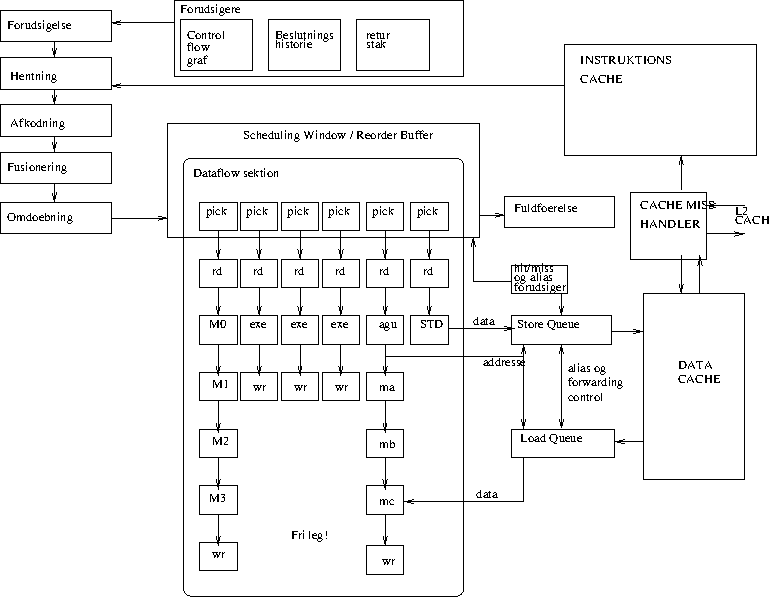 Forudsigelse
Hentning
Afkodning
Fusionering
Omdoebning
Forudsigere
Control
flow
graf
Beslutnings
historie
retur
stak
INSTRUKTIONS
CACHE
Scheduling Window / Reorder Buffer
Dataflow sektion
pick pick pick pick pick pick
rd rd rd rd rd rd
M0 exe exe exe agu STD
M1 wr wr wr ma
M2 mb
M3 mc
wr wr
Fri leg!
Fuldfoerelse
hit/miss
og alias
forudsiger
data
Store Queue
addresse
alias og
forwarding
control
Load Queue
data
CACHE MISS
HANDLER
L2
CACH
DATA
CACHE